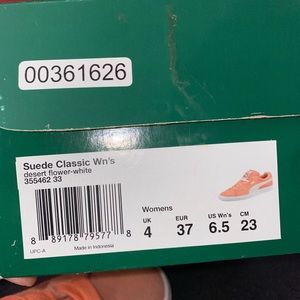 00361626
Suede Classic Wn's
desert flower-white
355462 33
Womens
UK EUR US Wn's CM
4 37 6.5 23
8 89178 79577 8
UPC-A Made in Indonesia